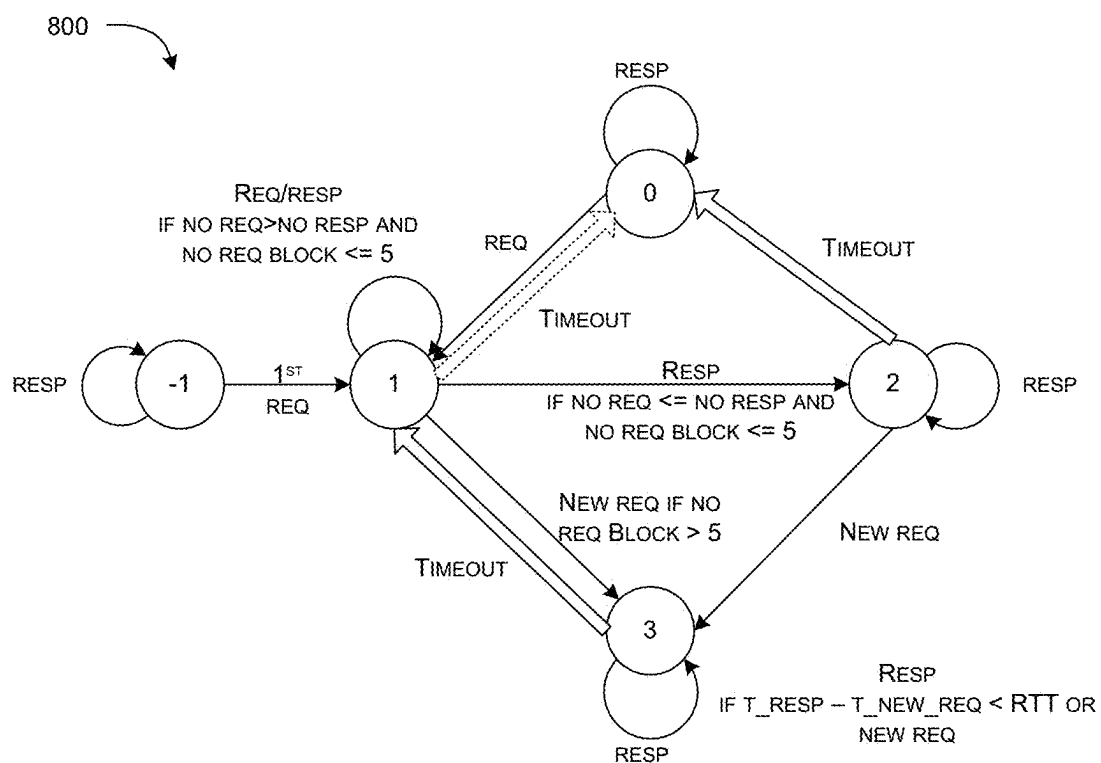 800
RESP
0
REQ/RESP
IF NO REQ>NO RESP AND
NO REQ BLOCK <= 5
REQ
TIMEOUT
TIMEOUT
RESP
-1
1ST
REQ
1
RESP
IF NO REQ <= NO RESP AND
NO REQ BLOCK <= 5
2
RESP
NEW REQ IF NO
REQ BLOCK > 5
NEW REQ
TIMEOUT
3
RESP
IF T_RESP – T_NEW_REQ < RTT OR
NEW REQ
RESP